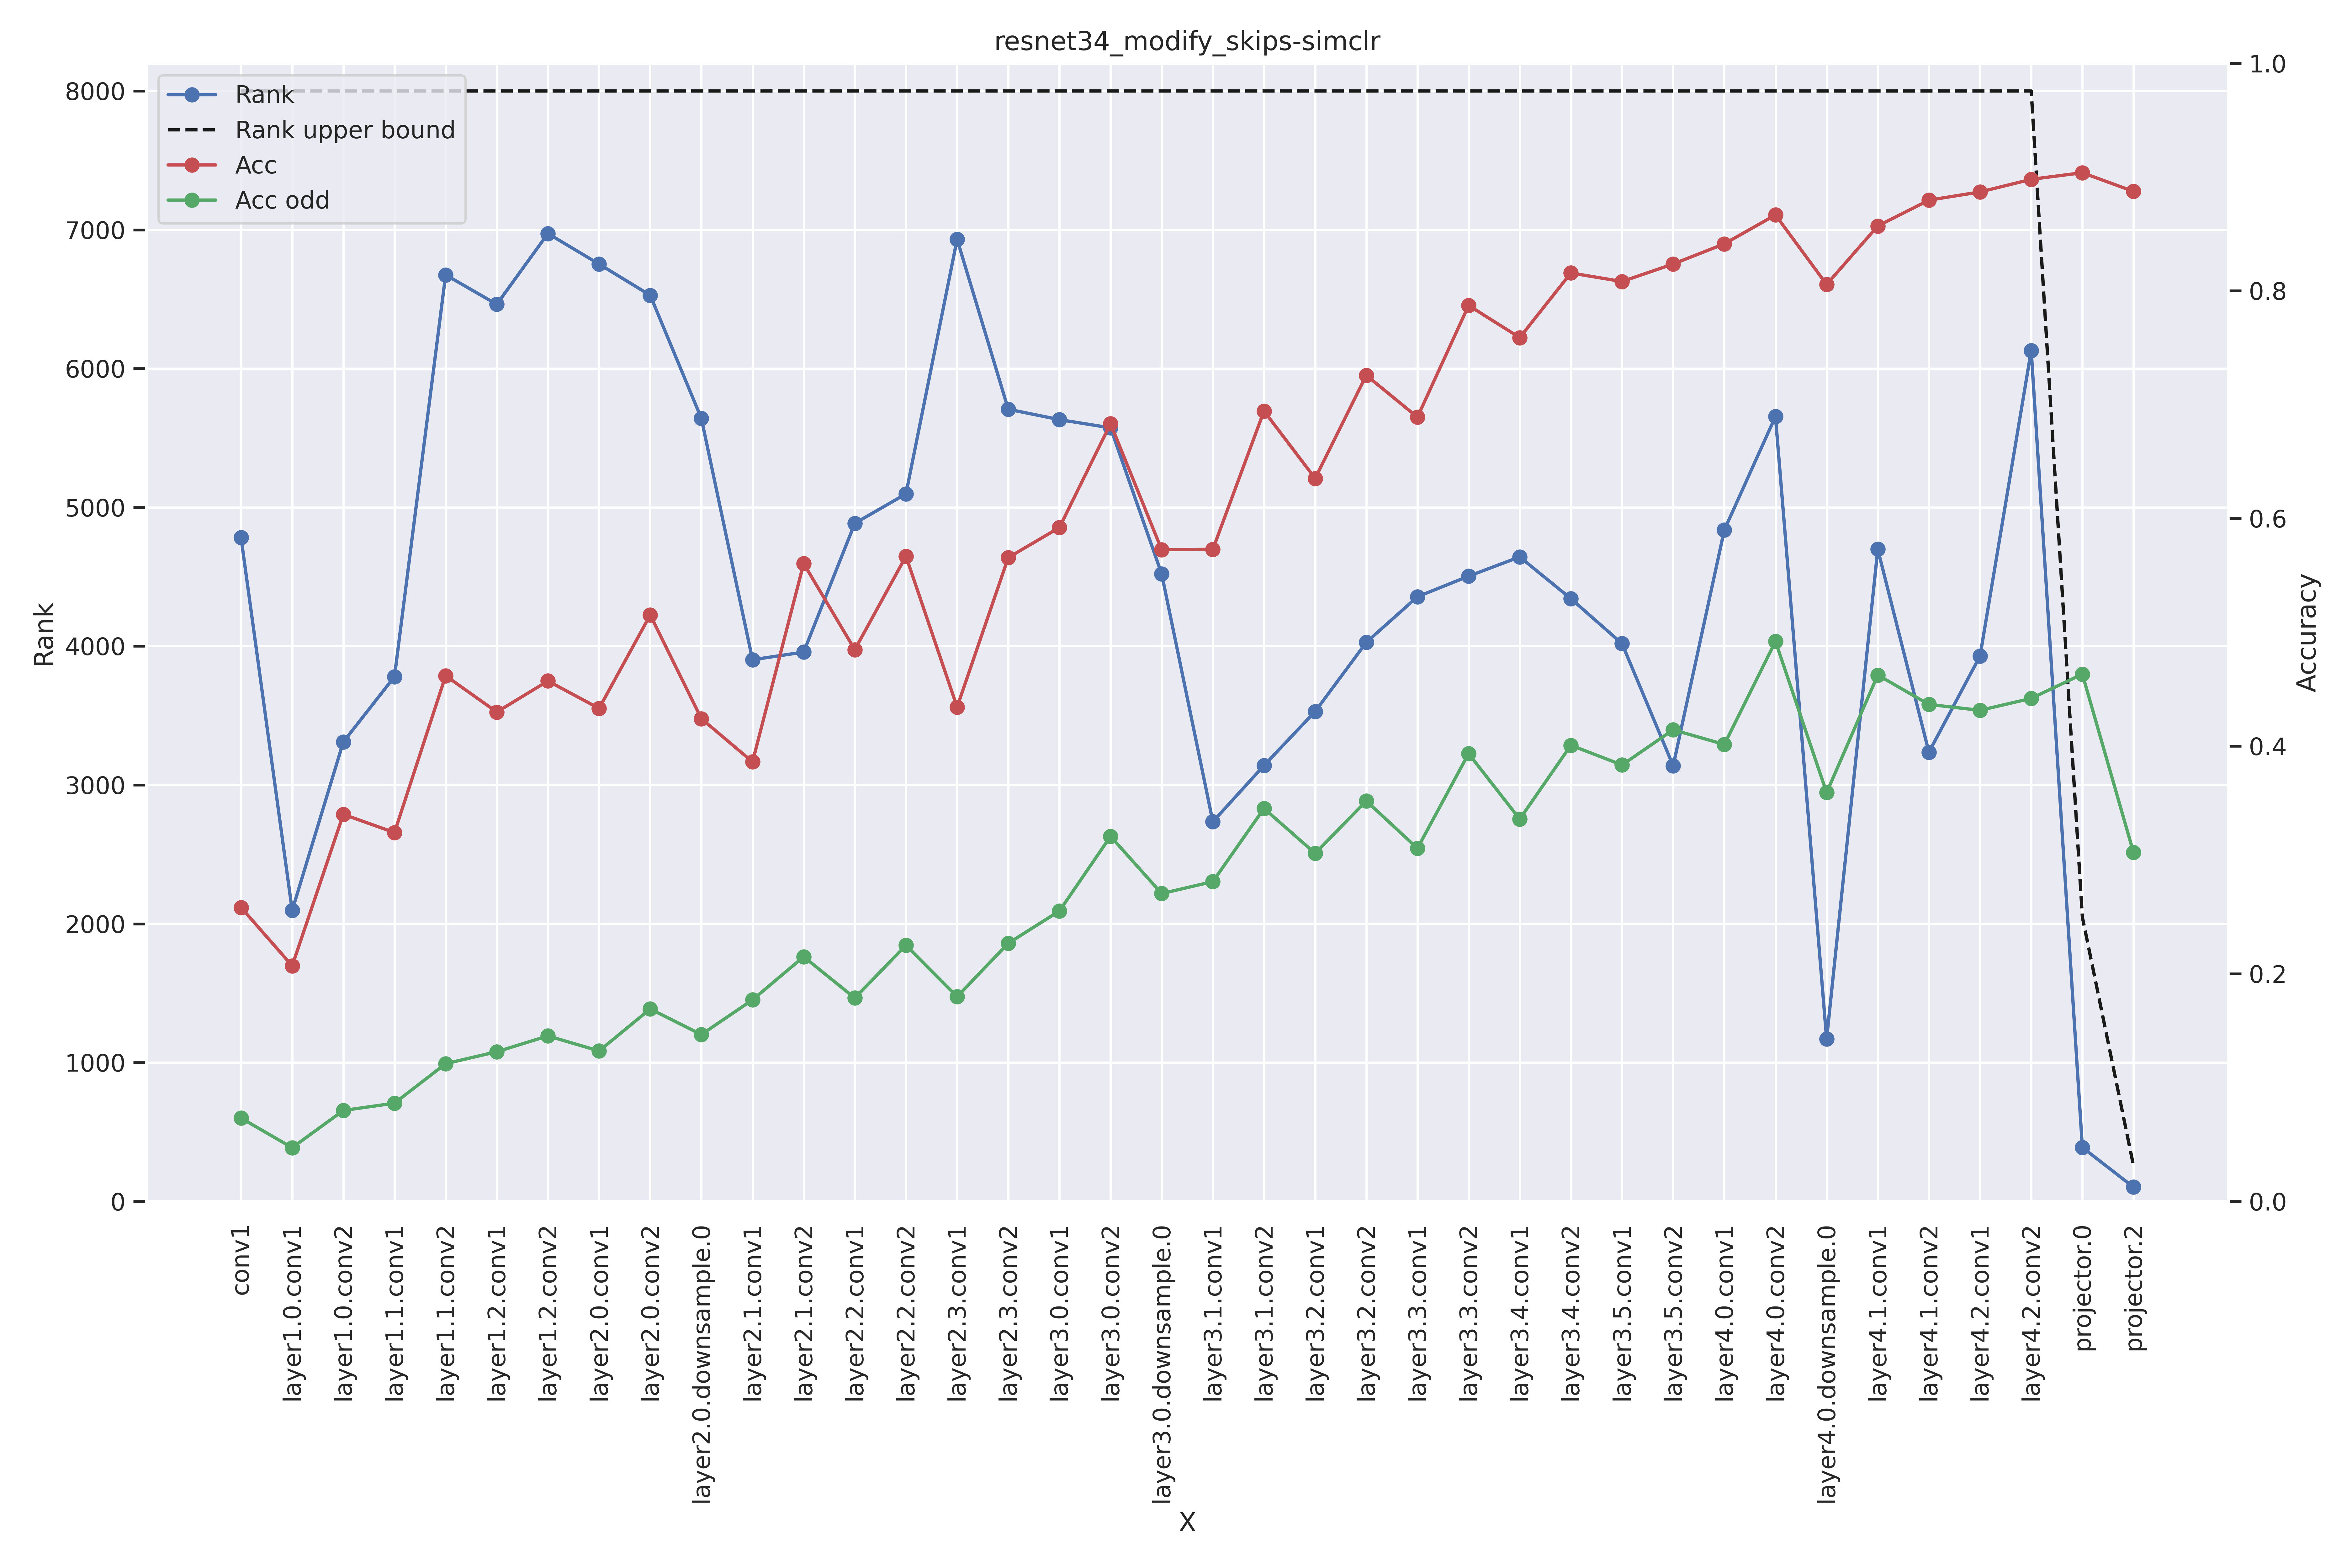 resnet34_modify_skips-simclr
Rank
Rank upper bound
Acc
Acc odd
8000
7000
6000
5000
4000
3000
2000
1000
0
Rank
1.0
0.8
0.6
0.4
0.2
0.0
Accuracy
conv1
layer1.0.conv1
layer1.0.conv2
layer1.1.conv1
layer1.1.conv2
layer1.2.conv1
layer1.2.conv2
layer2.0.conv1
layer2.0.conv2
layer2.0.downsample.0
layer2.1.conv1
layer2.1.conv2
layer2.2.conv1
layer2.2.conv2
layer2.3.conv1
layer2.3.conv2
layer3.0.conv1
layer3.0.conv2
layer3.0.downsample.0
layer3.1.conv1
layer3.1.conv2
layer3.2.conv1
layer3.2.conv2
layer3.3.conv1
layer3.3.conv2
layer3.4.conv1
layer3.4.conv2
layer3.5.conv1
layer3.5.conv2
layer4.0.conv1
layer4.0.conv2
layer4.0.downsample.0
layer4.1.conv1
layer4.1.conv2
layer4.2.conv1
layer4.2.conv2
projector.0
projector.2
X